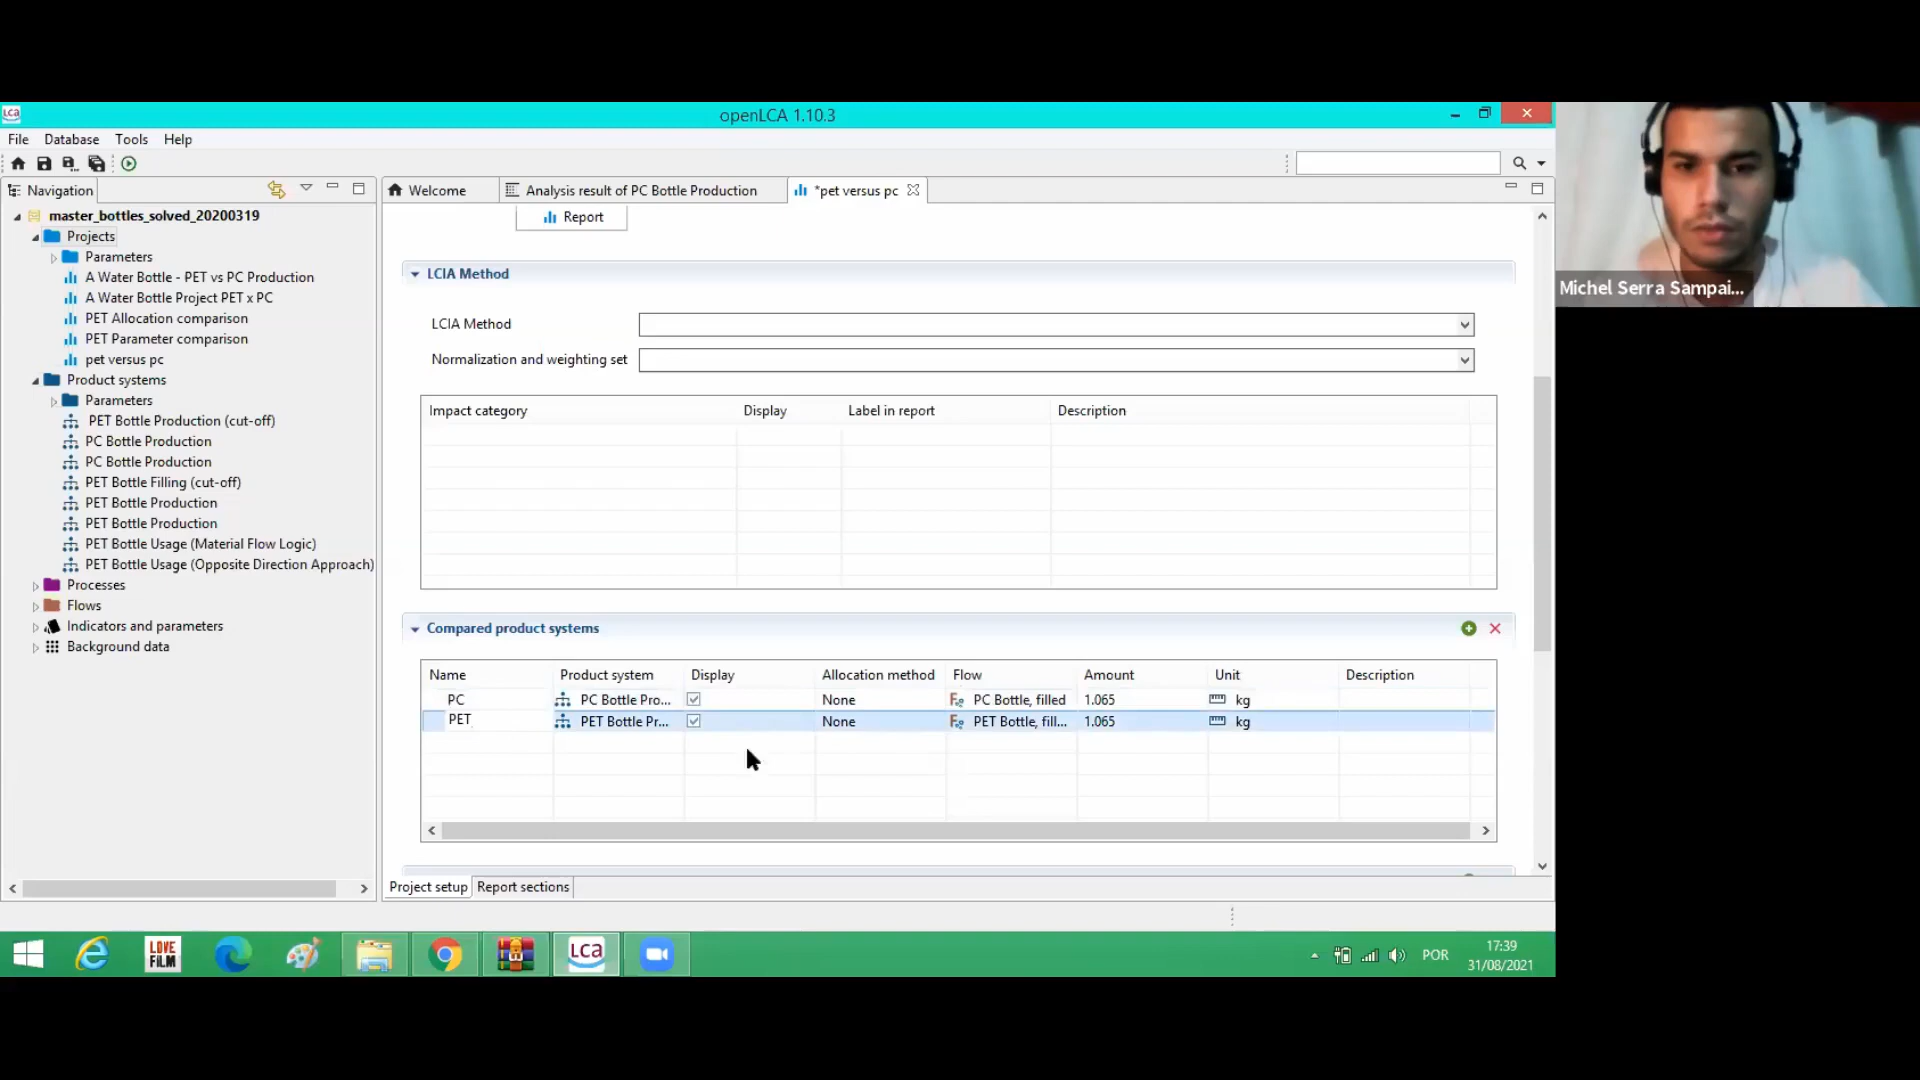 LCA
openLCA 1.10.3
File Database Tools Help
Navigation
Welcome
Analysis result of PC Bottle Production
*pet versus pc
master_bottles_solved_20200319
Projects
Parameters
A Water Bottle - PET vs PC Production
A Water Bottle Project PET x PC
PET Allocation comparison
PET Parameter comparison
pet versus pc
Product systems
Parameters
PET Bottle Production (cut-off)
PC Bottle Production
PC Bottle Production
PET Bottle Filling (cut-off)
PET Bottle Production
PET Bottle Production
PET Bottle Usage (Material Flow Logic)
PET Bottle Usage (Opposite Direction Approach)
Processes
Flows
Indicators and parameters
Background data
Report
LCIA Method
LCIA Method
Normalization and weighting set
Impact category Display Label in report Description
Compared product systems
Name Product system Display Allocation method Flow Amount Unit Description
PC PC Bottle Pro... None PC Bottle, filled 1.065 kg
PET PET Bottle Pr... None PET Bottle, fill... 1.065 kg
Project setup Report sections
Michel Serra Sampai...
LOVE
FILM
LCA
POR
17:39
31/08/2021